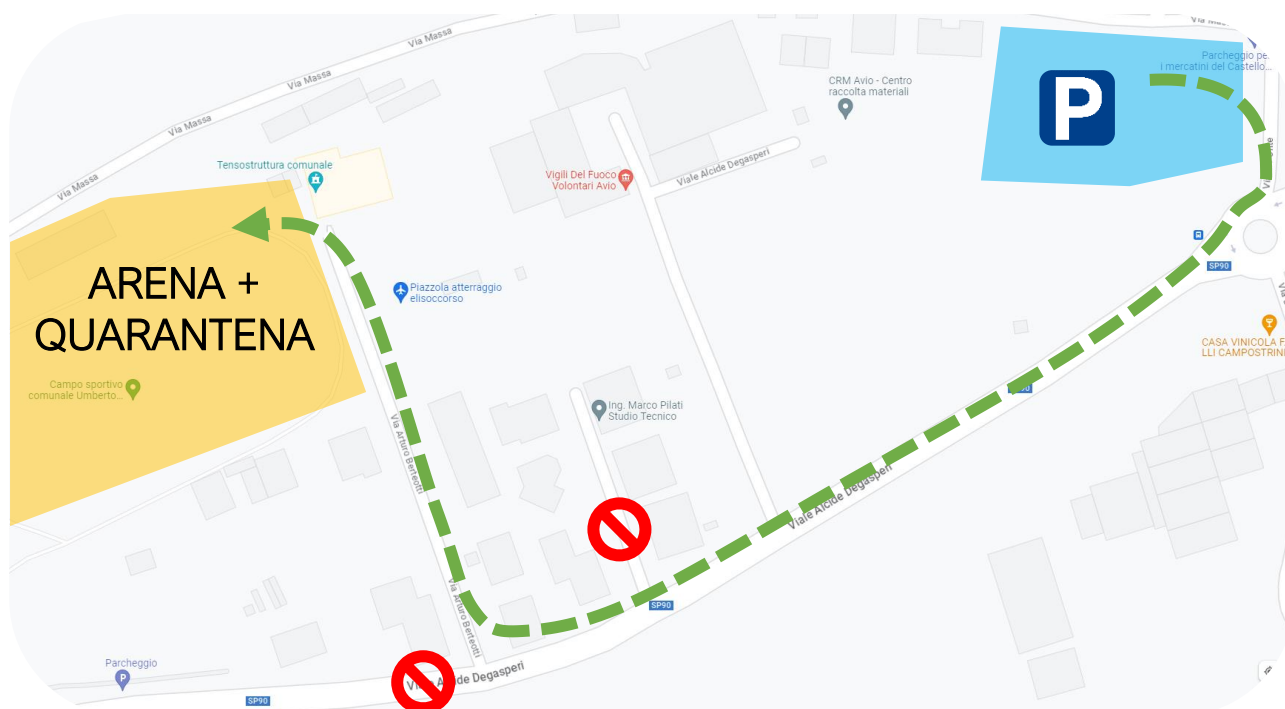 Via Massa
Via Massa
Via Massa
Via Massa
Tensostruttura comunale
Vigili Del Fuoco
Volontari Avio
Viale Alcide Degasperi
CRM Avio - Centro
raccolta materiali
P
Parcheggio pe
i mercatini del Castello...
SP90
CASA VINICOLA F
LLI CAMPOSTRINI
ARENA +
QUARANTENA
Piazzola atterraggio
elisoccorso
Campo sportivo
comunale Umberto...
Ing. Marco Pilati
Studio Tecnico
Via Arturo Berteotti
Viale Alcide Degasperi
SP90
Via Arturo Berteotti
Parcheggio
P
Viale Alcide Degasperi
SP90